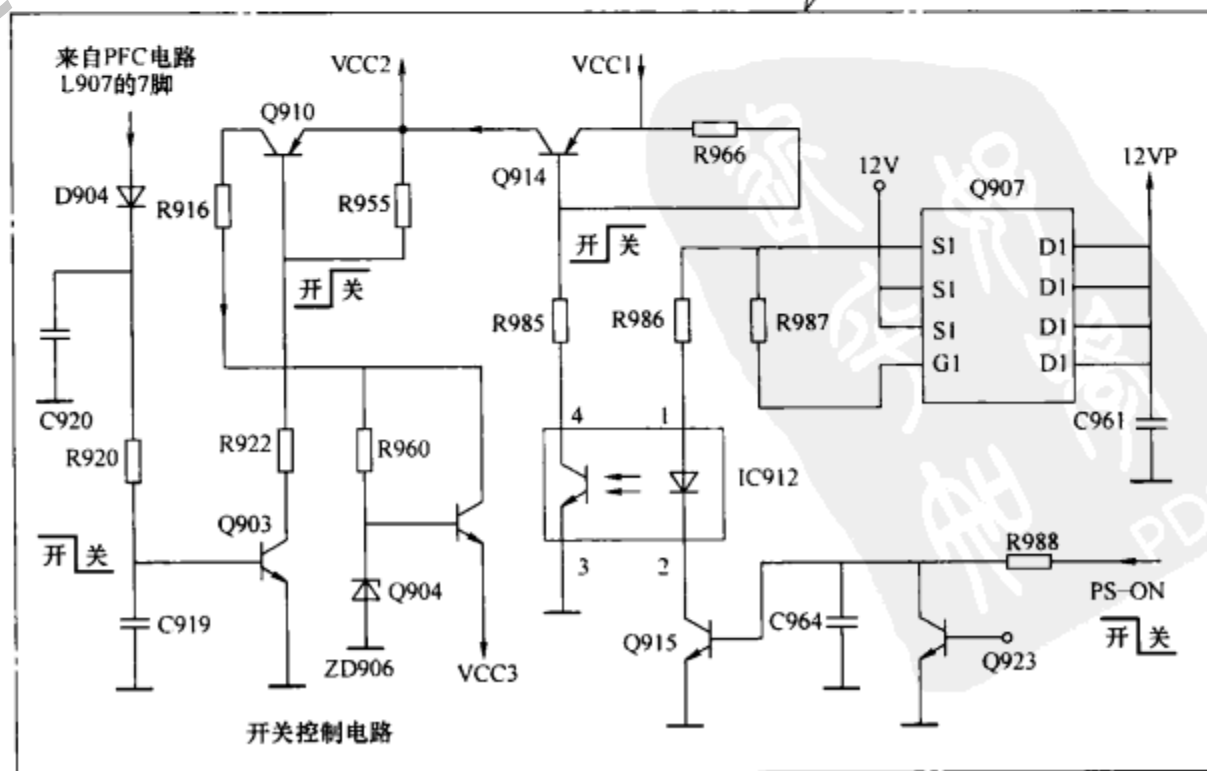 来自PFC电路
L907的7脚
VCC2
VCC1
Q910
R966
12V
12VP
Q914
Q907
D904
R916
R955
S1
D1
开 关
开 关
S1
D1
R985
R986
R987
S1
D1
G1
D1
C920
4
1
C961
R920
R922
R960
IC912
Q903
开 关
3
2
R988
Q904
PS-ON
C919
Q915
C964
开 关
ZD906
VCC3
Q923
开关控制电路
PD